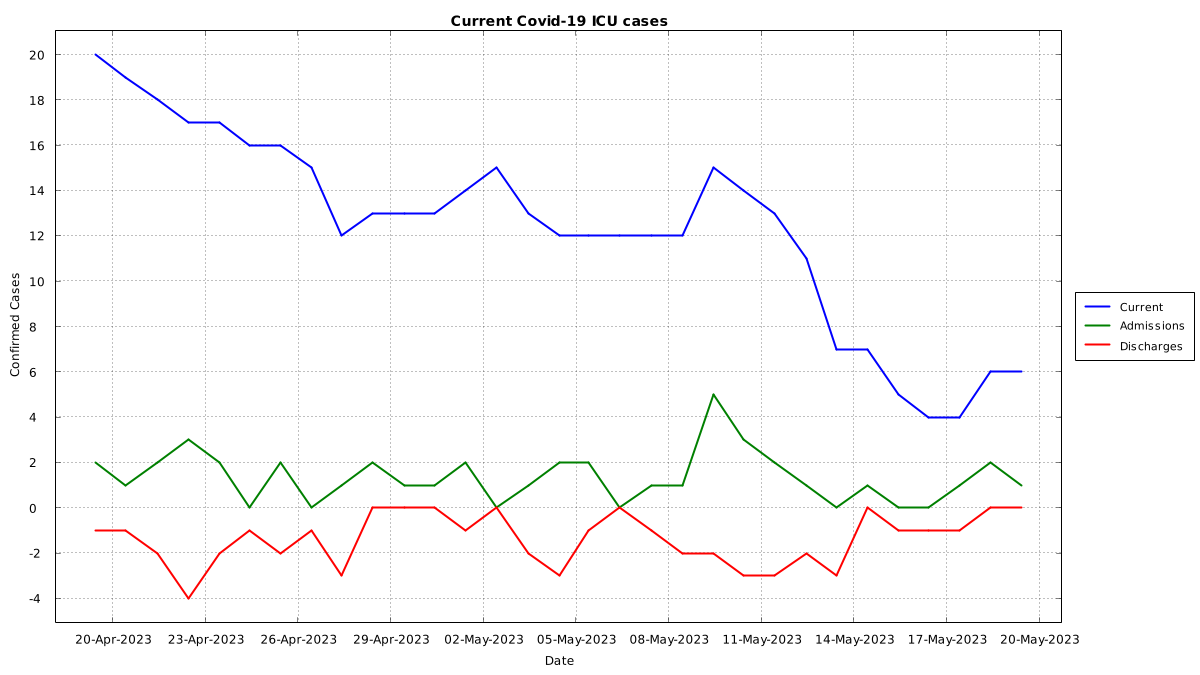 Current Covid-19 ICU cases
20
18
16
14
12
10
8
6
4
2
0
-2
-4
Confirmed Cases
20-Apr-2023 23-Apr-2023 26-Apr-2023 29-Apr-2023 02-May-2023 05-May-2023 08-May-2023 11-May-2023 14-May-2023 17-May-2023 20-May-2023
Date
Current
Admissions
Discharges